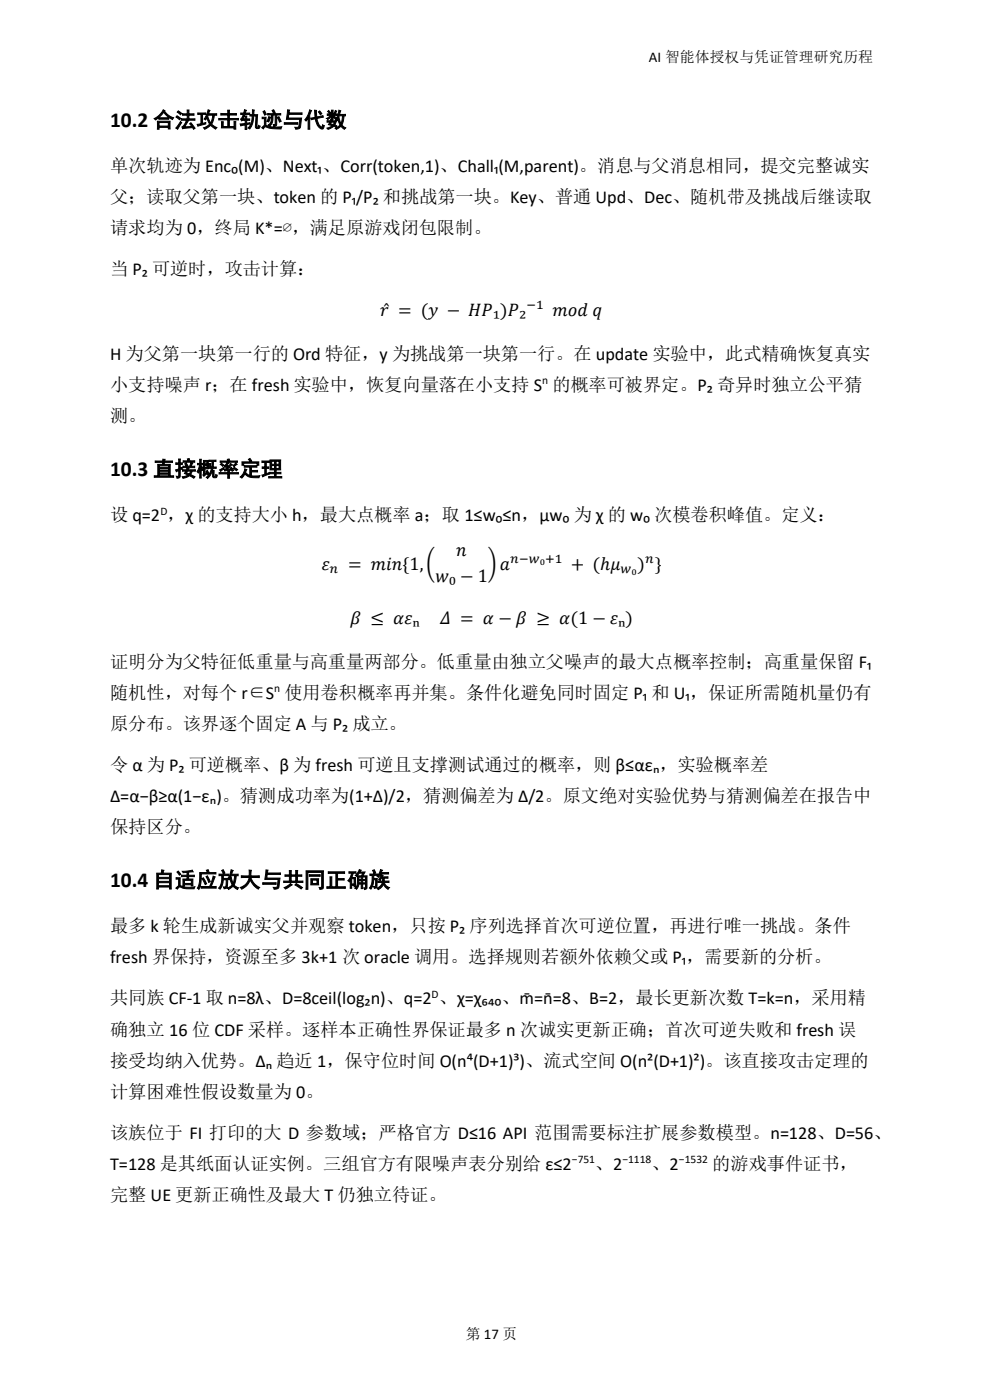 AI 智能体授权与凭证管理研究历程
10.2 合法攻击轨迹与代数
单次轨迹为 Enc₀(M)、Next₁、Corr(token,1)、Chall₁(M,parent)。消息与父消息相同，提交完整诚实
父；读取父第一块、token 的 P₁/P₂ 和挑战第一块。Key、普通 Upd、Dec、随机带及挑战后继读取
请求均为 0，终局 K*=∅，满足原游戏闭包限制。
当 P₂ 可逆时，攻击计算：
r̂ = (y − HP₁)P₂⁻¹ mod q
H 为父第一块第一行的 Ord 特征，y 为挑战第一块第一行。在 update 实验中，此式精确恢复真实
小支持噪声 r；在 fresh 实验中，恢复向量落在小支持 Sⁿ 的概率可被界定。P₂ 奇异时独立公平猜
测。
10.3 直接概率定理
设 q=2ᴰ，χ 的支持大小 h，最大点概率 a；取 1≤w₀≤n，μw₀ 为 χ 的 w₀ 次模卷积峰值。定义：
εₙ = min{1, (n w₀ − 1) aⁿ⁻ʷ⁰⁺¹ + (hμ_w₀)ⁿ}
β ≤ αεₙ Δ = α − β ≥ α(1 − εₙ)
证明分为父特征低重量与高重量两部分。低重量由独立父噪声的最大点概率控制；高重量保留 F₁
随机性，对每个 r∈Sⁿ 使用卷积概率再并集。条件化避免同时固定 P₁ 和 U₁，保证所需随机量仍有
原分布。该界逐个固定 A 与 P₂ 成立。
令 α 为 P₂ 可逆概率、β 为 fresh 可逆且支撑测试通过的概率，则 β≤αεₙ，实验概率差
Δ=α−β≥α(1−εₙ)。猜测成功率为(1+Δ)/2，猜测偏差为 Δ/2。原文绝对实验优势与猜测偏差在报告中
保持区分。
10.4 自适应放大与共同正确族
最多 k 轮生成新诚实父并观察 token，只按 P₂ 序列选择首次可逆位置，再进行唯一挑战。条件
fresh 界保持，资源至多 3k+1 次 oracle 调用。选择规则若额外依赖父或 P₁，需要新的分析。
共同族 CF-1 取 n=8λ、D=8ceil(log₂n)、q=2ᴰ、χ=χ₆₄₀、m̄=n̄=8、B=2，最长更新次数 T=k=n，采用精
确独立 16 位 CDF 采样。逐样本正确性界保证最多 n 次诚实更新正确；首次可逆失败和 fresh 误
接受均纳入优势。Δₙ 趋近 1，保守位时间 O(n⁴(D+1)³)、流式空间 O(n²(D+1)²)。该直接攻击定理的
计算困难性假设数量为 0。
该族位于 FI 打印的大 D 参数域；严格官方 D≤16 API 范围需要标注扩展参数模型。n=128、D=56、
T=128 是其纸面认证实例。三组官方有限噪声表分别给 ε≤2⁻⁷⁵¹、2⁻¹¹¹⁸、2⁻¹⁵³² 的游戏事件证书，
完整 UE 更新正确性及最大 T 仍独立待证。
第 17 页